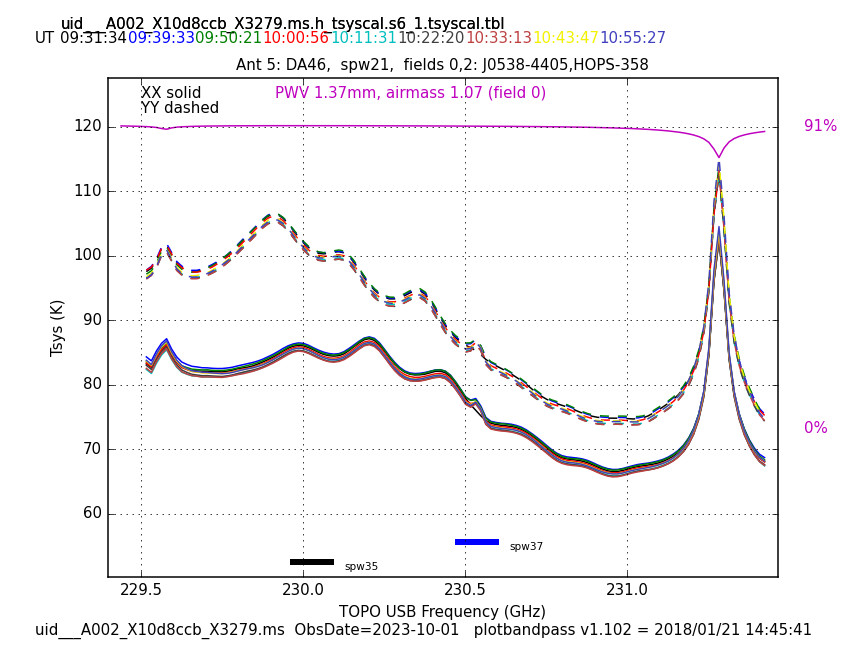 uid___A002_X10d8ccb_X3279.ms.h_tsyscal.s6_1.tsyscal.tbl
UT 09:31:34 09:39:33 09:50:21 10:00:56 10:11:31 10:22:20 10:33:13 10:43:47 10:55:27
Ant 5: DA46,  spw21,  fields 0,2: J0538-4405,HOPS-358
XX solid
PWV 1.37mm, airmass 1.07 (field 0)
YY dashed
120
91%
110
100
90
Tsys (K)
80
70
0%
60
spw37
spw35
229.5 230.0 230.5 231.0
TOPO USB Frequency (GHz)
uid___A002_X10d8ccb_X3279.ms  ObsDate=2023-10-01   plotbandpass v1.102 = 2018/01/21 14:45:41